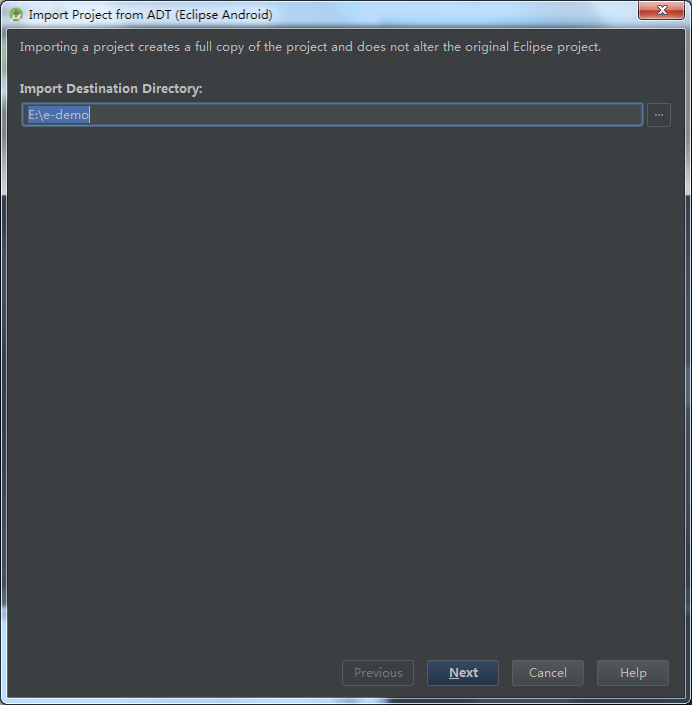 Import Project from ADT (Eclipse Android)
Importing a project creates a full copy of the project and does not alter the original Eclipse project.
Import Destination Directory:
E:\e-demo
...
Previous
Next
Cancel
Help